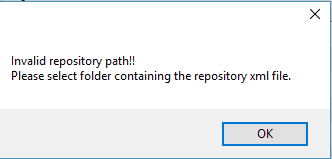 Invalid repository path!!
Please select folder containing the repository xml file.
OK